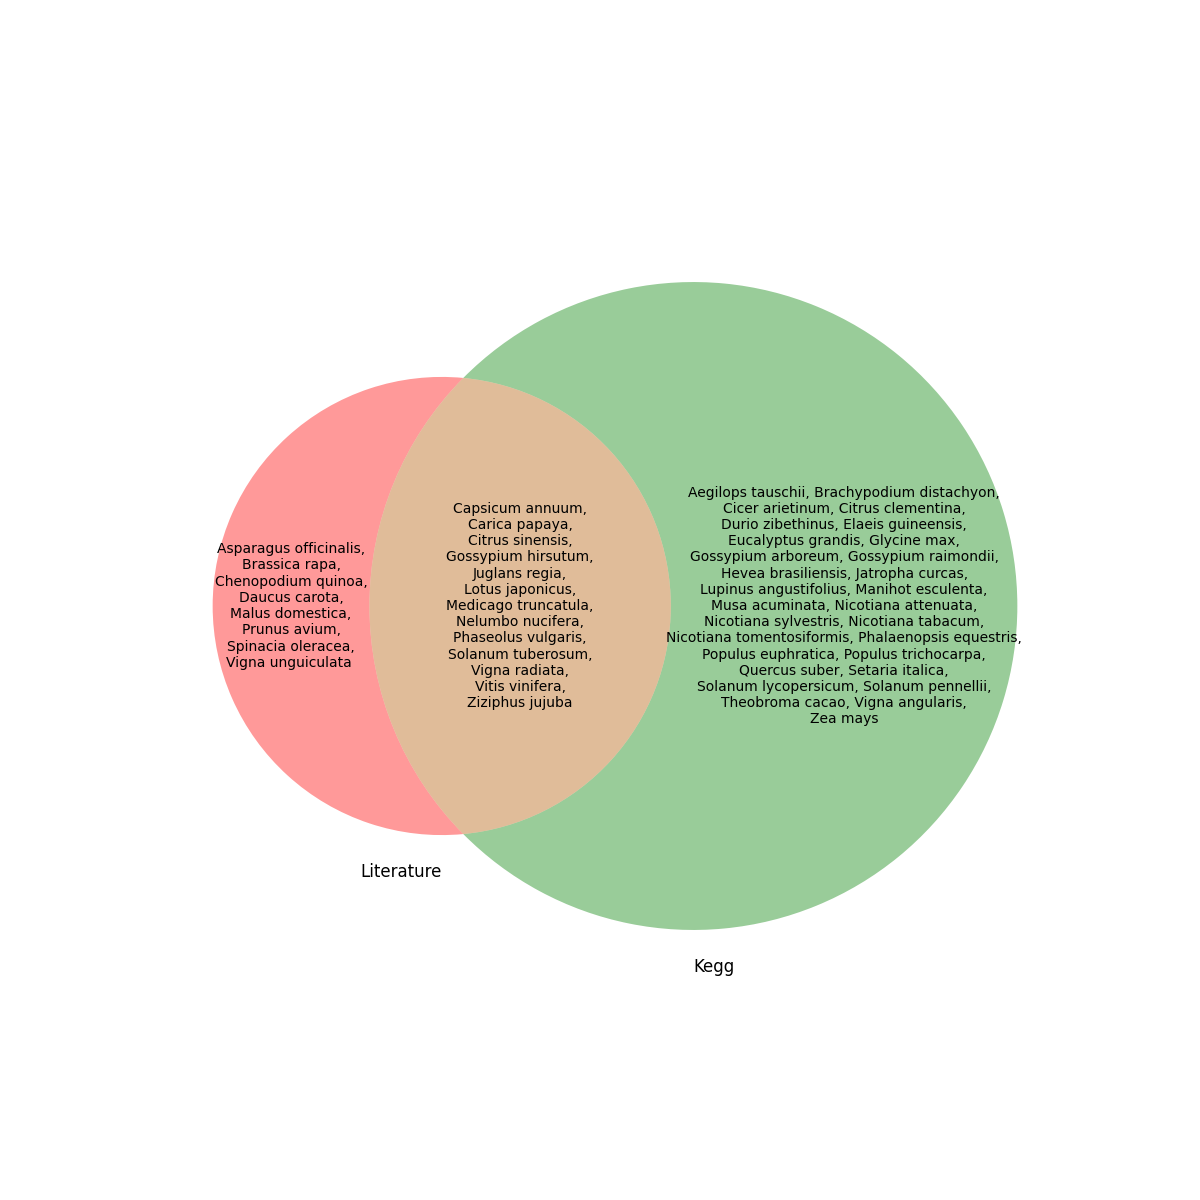 Asparagus officinalis,
Brassica rapa,
Chenopodium quinoa,
Daucus carota,
Malus domestica,
Prunus avium,
Spinacia oleracea,
Vigna unguiculata
Capsicum annuum,
Carica papaya,
Citrus sinensis,
Gossypium hirsutum,
Juglans regia,
Lotus japonicus,
Medicago truncatula,
Nelumbo nucifera,
Phaseolus vulgaris,
Solanum tuberosum,
Vigna radiata,
Vitis vinifera,
Ziziphus jujuba
Aegilops tauschii, Brachypodium distachyon,
Cicer arietinum, Citrus clementina,
Durio zibethinus, Elaeis guineensis,
Eucalyptus grandis, Glycine max,
Gossypium arboreum, Gossypium raimondii,
Hevea brasiliensis, Jatropha curcas,
Lupinus angustifolius, Manihot esculenta,
Musa acuminata, Nicotiana attenuata,
Nicotiana sylvestris, Nicotiana tabacum,
Nicotiana tomentosiformis, Phalaenopsis equestris,
Populus euphratica, Populus trichocarpa,
Quercus suber, Setaria italica,
Solanum lycopersicum, Solanum pennellii,
Theobroma cacao, Vigna angularis,
Zea mays
Literature
Kegg